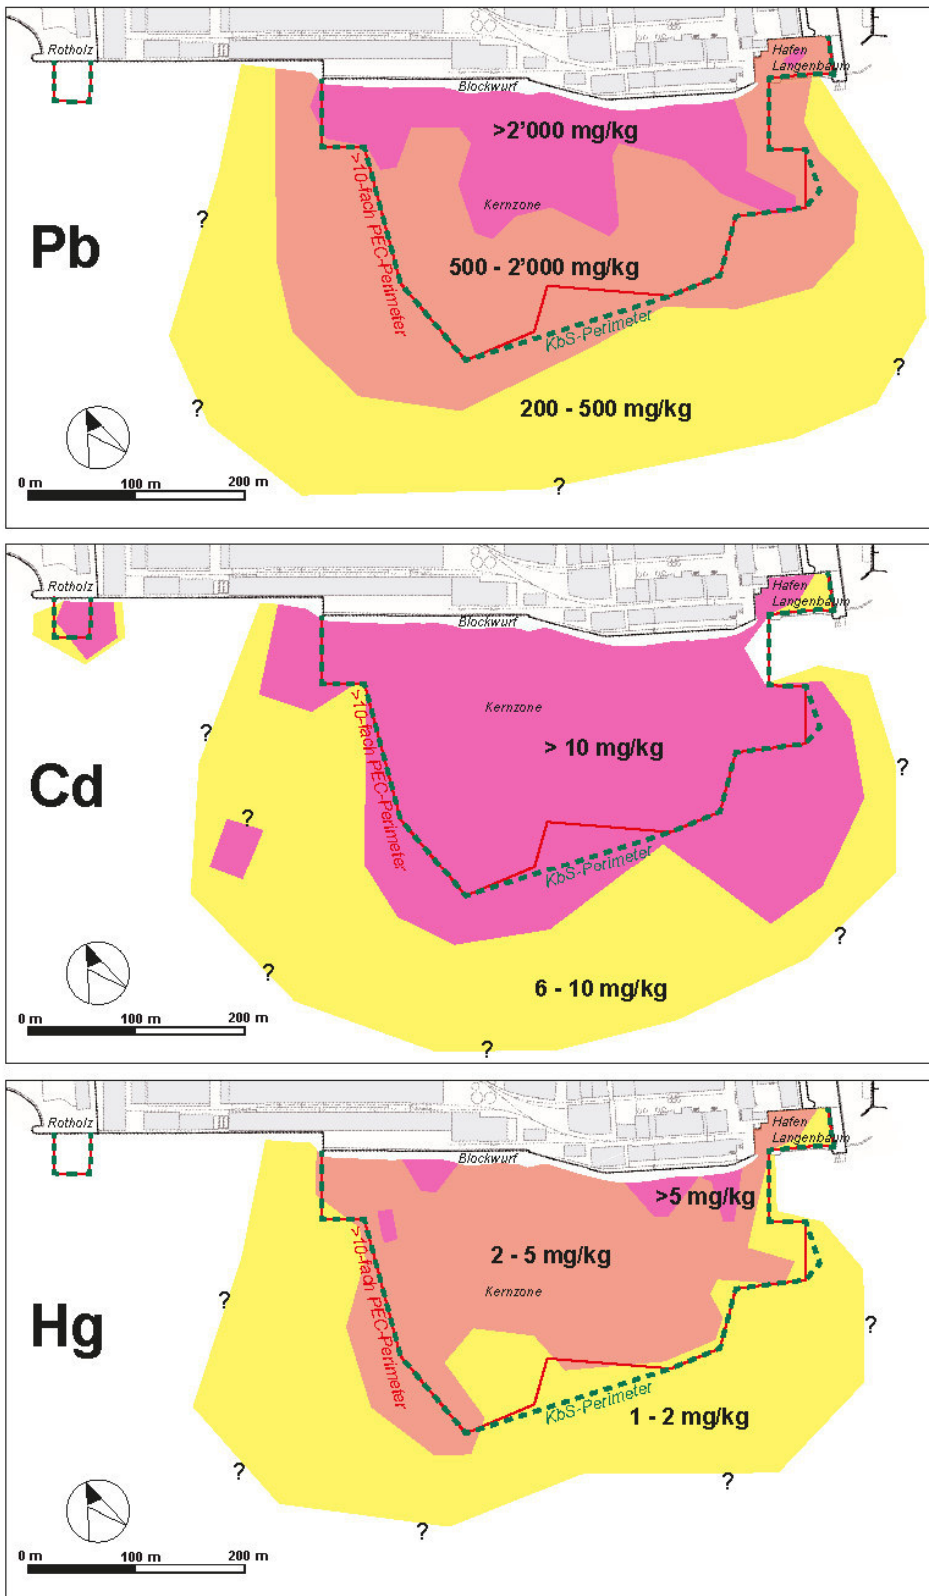 Rotholz
Hafen
Langenbaum
Blockwurf
>2'000 mg/kg
>10-fach PEC-Perimeter
Kernzone
?
Pb
500 - 2'000 mg/kg
KbS-Perimeter
?
?
200 - 500 mg/kg
0 m 100 m 200 m
?
Rotholz
Hafen
Langenbaum
Blockwurf
>10-fach PEC-Perimeter
Kernzone
?
> 10 mg/kg
?
Cd
?
KbS-Perimeter
?
?
6 - 10 mg/kg
0 m 100 m 200 m
?
Rotholz
Hafen
Langenbaum
Blockwurf
>5 mg/kg
>10-fach PEC-Perimeter
2 - 5 mg/kg
Kernzone
?
?
Hg
KbS-Perimeter
1 - 2 mg/kg
?
?
?
0 m 100 m 200 m